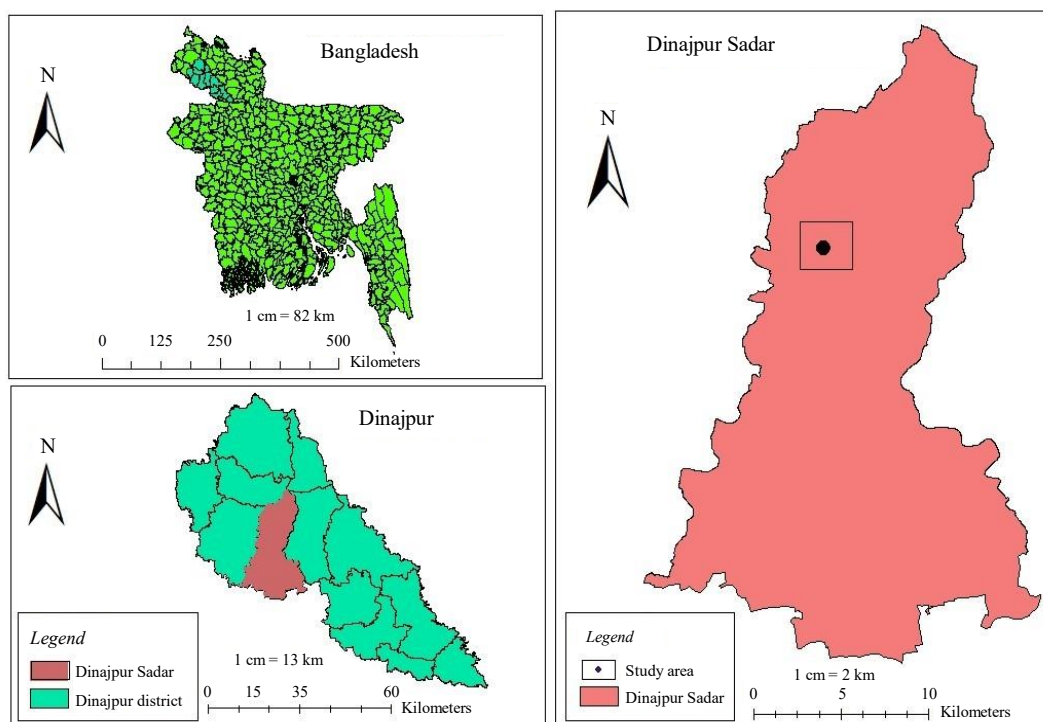 Bangladesh
N
1 cm = 82 km
0 125 250 500
Kilometers
Dinajpur
N
Legend
Dinajpur Sadar
Dinajpur district
1 cm = 13 km
0 15 35 60
Kilometers
Dinajpur Sadar
N
Legend
Study area
Dinajpur Sadar
1 cm = 2 km
0 5 10
Kilometers